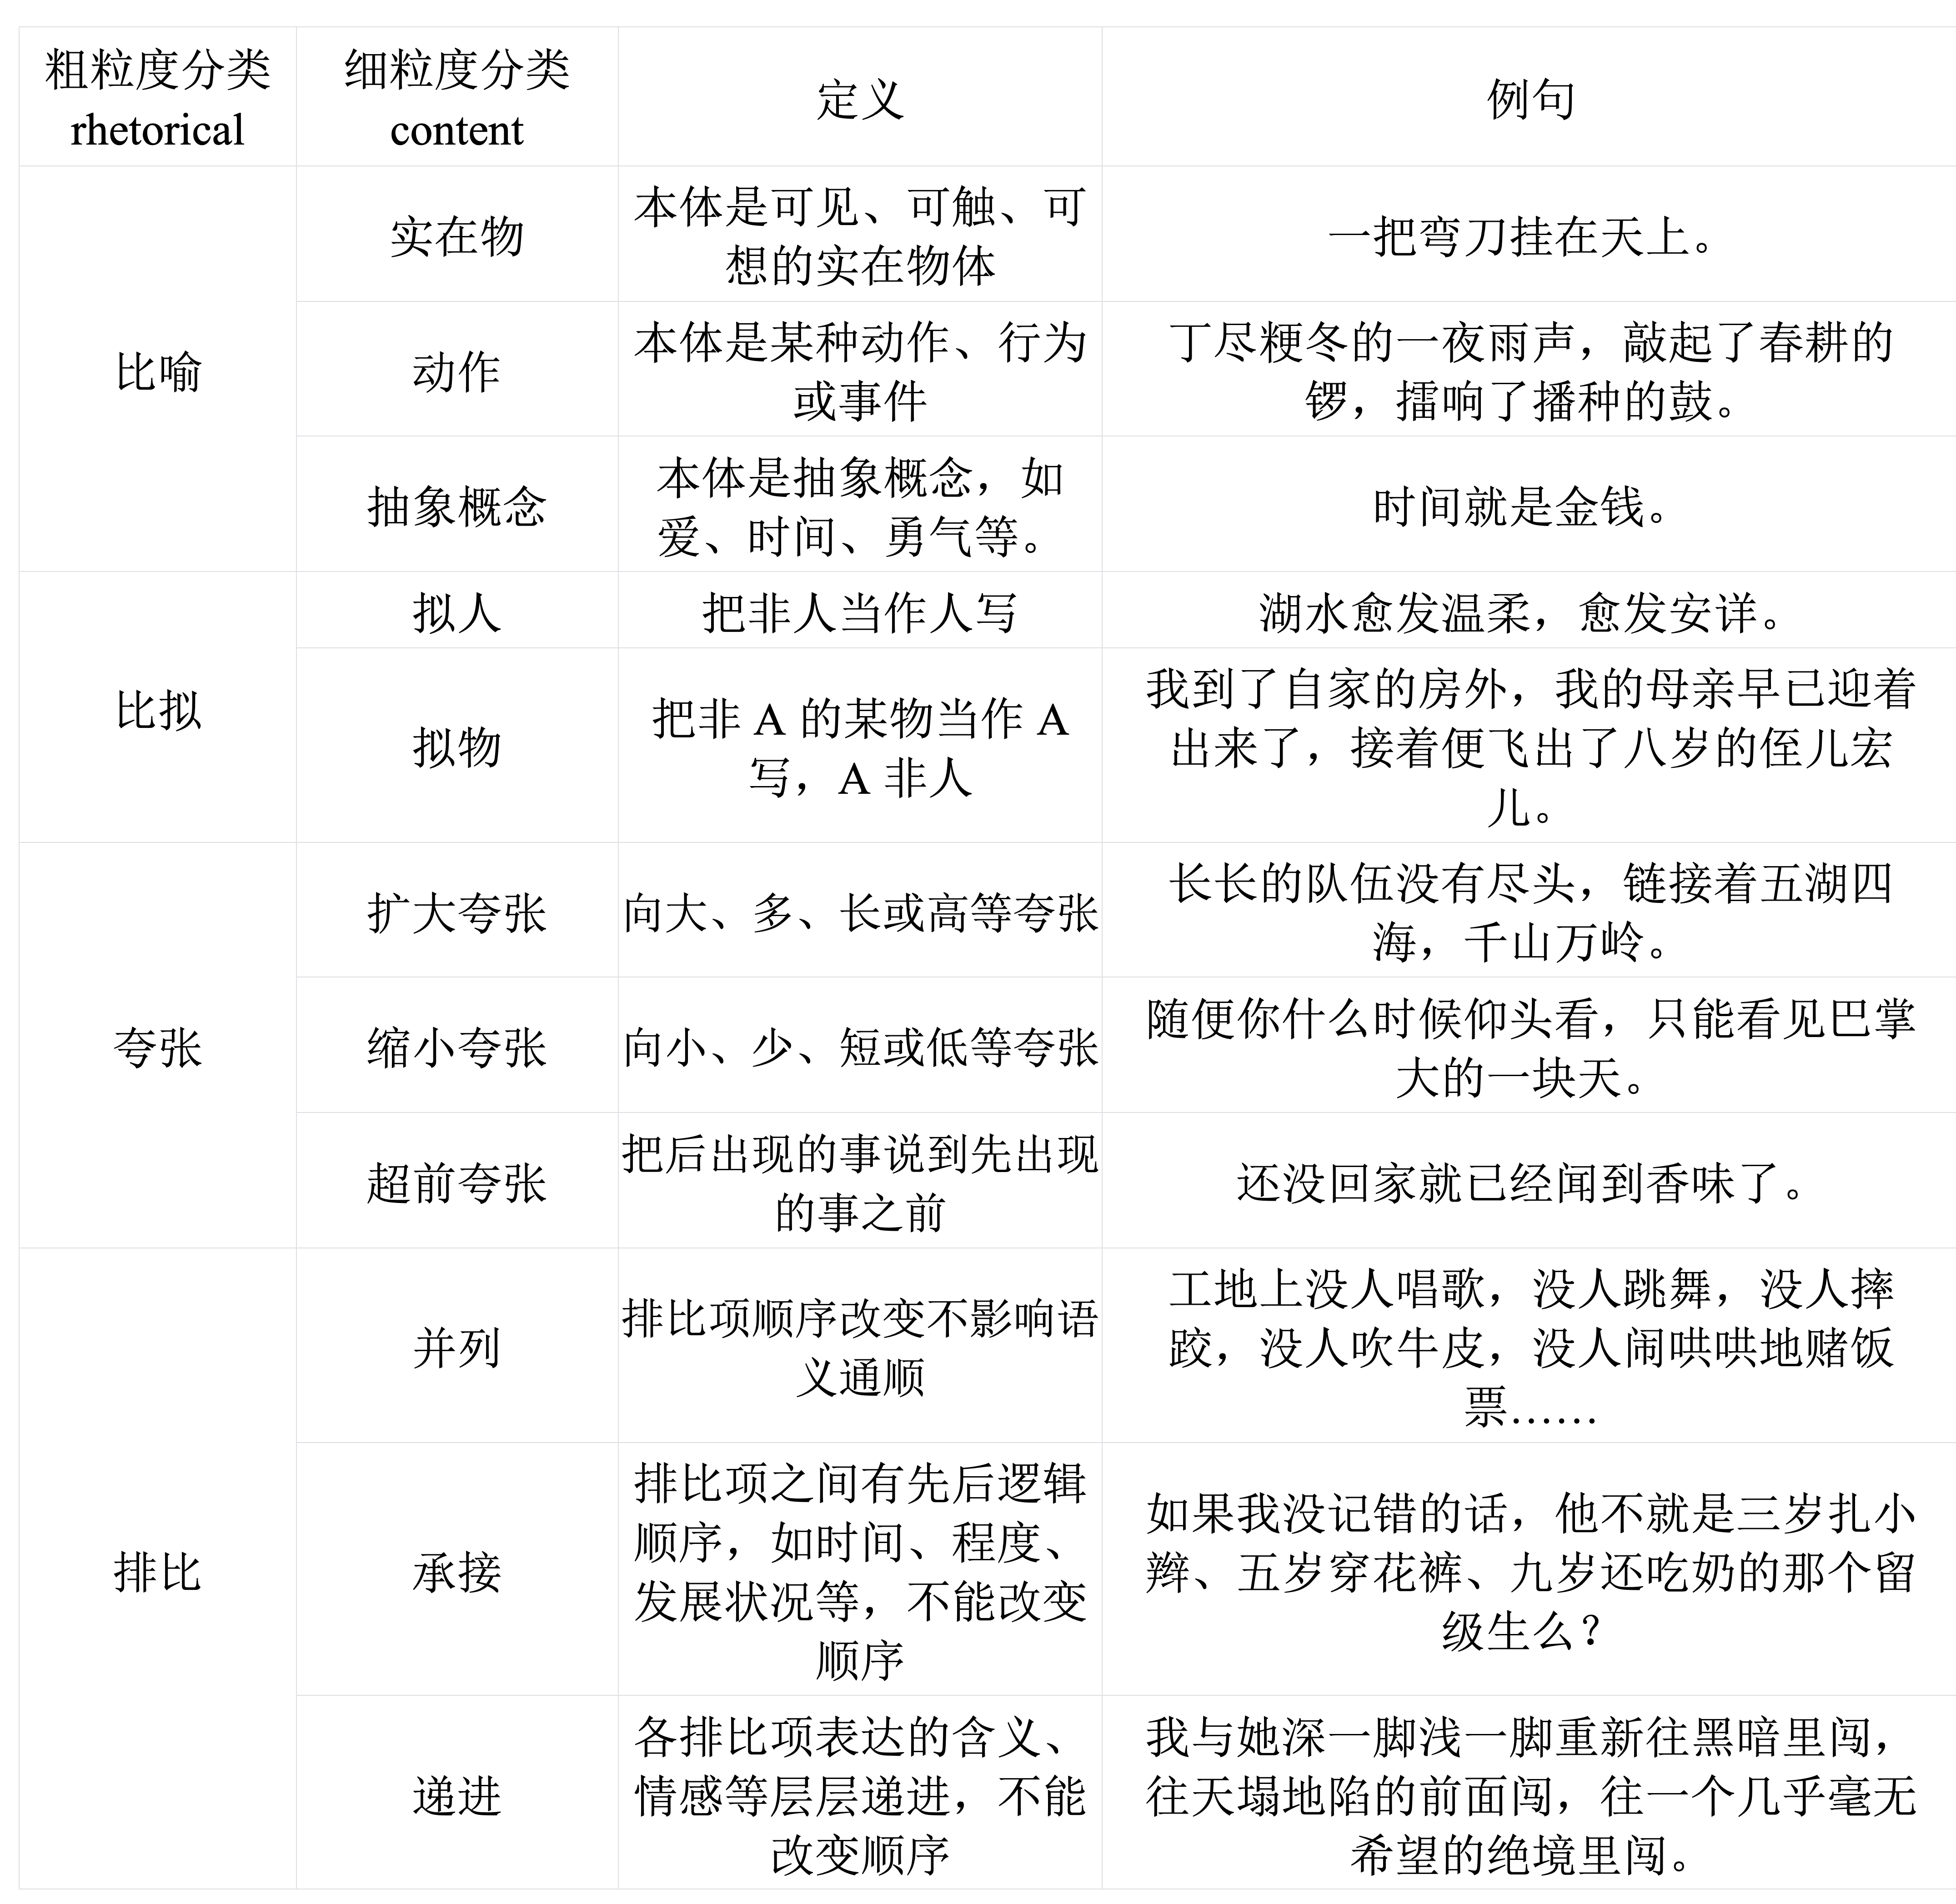 粗粒度分类
rhetorical
细粒度分类
content
定义
例句
比喻
实在物
本体是可见、可触、可
想的实在物体
一把弯刀挂在天上。
动作
本体是某种动作、行为
或事件
丁尽粳冬的一夜雨声，敲起了春耕的
锣，擂响了播种的鼓。
抽象概念
本体是抽象概念，如
爱、时间、勇气等。
时间就是金钱。
比拟
拟人
把非人当作人写
湖水愈发温柔，愈发安详。
拟物
把非 A 的某物当作 A
写，A 非人
我到了自家的房外，我的母亲早已迎着
出来了，接着便飞出了八岁的侄儿宏
儿。
夸张
扩大夸张
向大、多、长或高等夸张
长长的队伍没有尽头，链接着五湖四
海，千山万岭。
缩小夸张
向小、少、短或低等夸张
随便你什么时候仰头看，只能看见巴掌
大的一块天。
超前夸张
把后出现的事说到先出现
的事之前
还没回家就已经闻到香味了。
排比
并列
排比项顺序改变不影响语
义通顺
工地上没人唱歌，没人跳舞，没人摔
跤，没人吹牛皮，没人闹哄哄地赌饭
票......
承接
排比项之间有先后逻辑
顺序，如时间、程度、
发展状况等，不能改变
顺序
如果我没记错的话，他不就是三岁扎小
辫、五岁穿花裤、九岁还吃奶的那个留
级生么？
递进
各排比项表达的含义、
情感等层层递进，不能
改变顺序
我与她深一脚浅一脚重新往黑暗里闯，
往天塌地陷的前面闯，往一个几乎毫无
希望的绝境里闯。